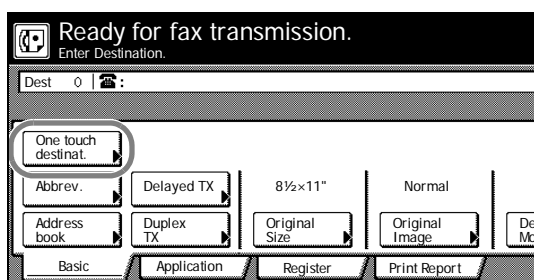 Ready for fax transmission.
Enter Destination.
Dest 0 ☎:
One touch
destinat.
Abbrev. Delayed TX 8½×11" Normal
Address Duplex Original Original De
book TX Size Image Mo
Basic Application Register Print Report